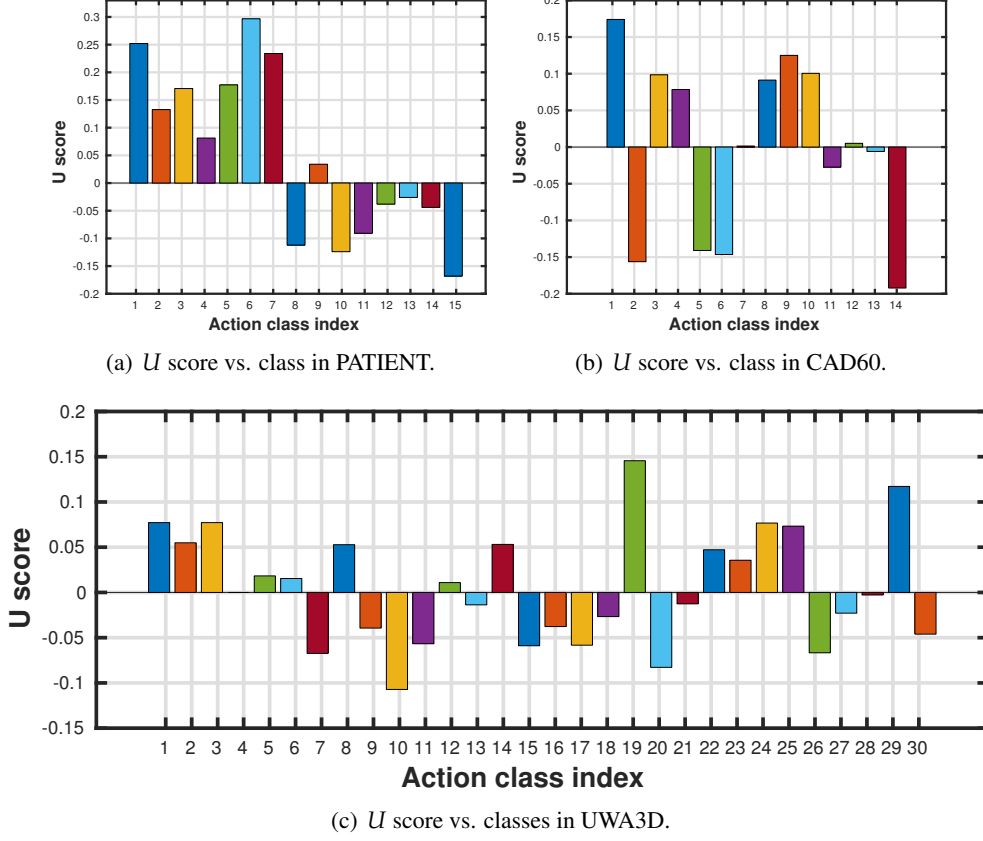 0.3
0.25
0.2
0.15
0.1
0.05
0
-0.05
-0.1
-0.15
-0.2
U score
1 2 3 4 5 6 7 8 9 10 11 12 13 14 15
Action class index
(a) U score vs. class in PATIENT.
0.2
0.15
0.1
0.05
0
-0.05
-0.1
-0.15
-0.2
U score
1 2 3 4 5 6 7 8 9 10 11 12 13 14
Action class index
(b) U score vs. class in CAD60.
0.2
0.15
0.1
0.05
0
-0.05
-0.1
-0.15
U score
1 2 3 4 5 6 7 8 9 10 11 12 13 14 15 16 17 18 19 20 21 22 23 24 25 26 27 28 29 30
Action class index
(c) U score vs. classes in UWA3D.